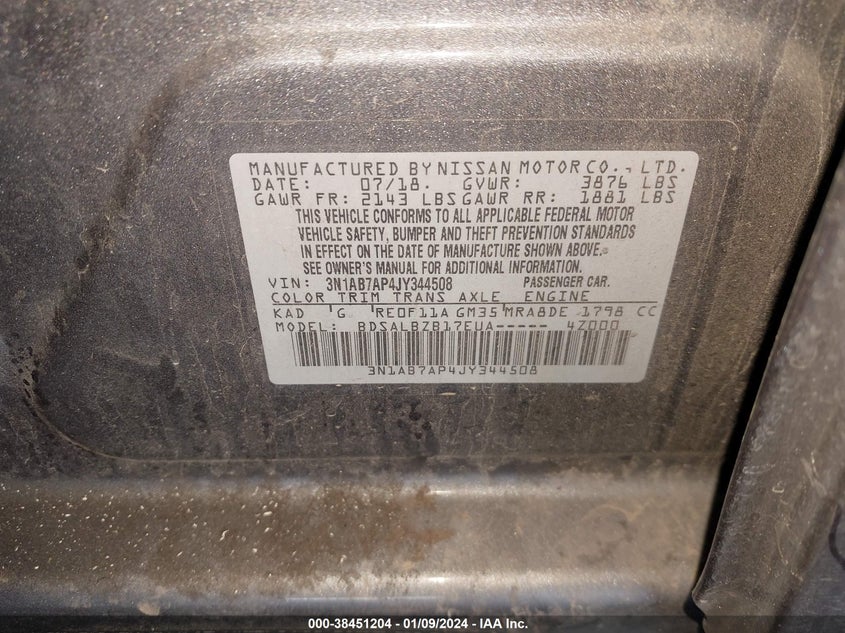 MANUFACTURED BY NISSAN MOTOR CO., LTD.
DATE: 07/18. GVWR: 3876 LBS
GAWR FR: 2143 LBS GAWR RR: 1881 LBS
THIS VEHICLE CONFORMS TO ALL APPLICABLE FEDERAL MOTOR
VEHICLE SAFETY, BUMPER AND THEFT PREVENTION STANDARDS
IN EFFECT ON THE DATE OF MANUFACTURE SHOWN ABOVE.
SEE OWNER'S MANUAL FOR ADDITIONAL INFORMATION.
VIN: 3N1AB7AP4JY344508 PASSENGER CAR.
COLOR TRIM TRANS AXLE ENGINE
KAD G RE0F11A GM35 MRA8DE 1798 CC
MODEL: BDSALBZB17EUA----- 4Z000
3N1AB7AP4JY344508
000-38451204 - 01/09/2024 - IAA Inc.